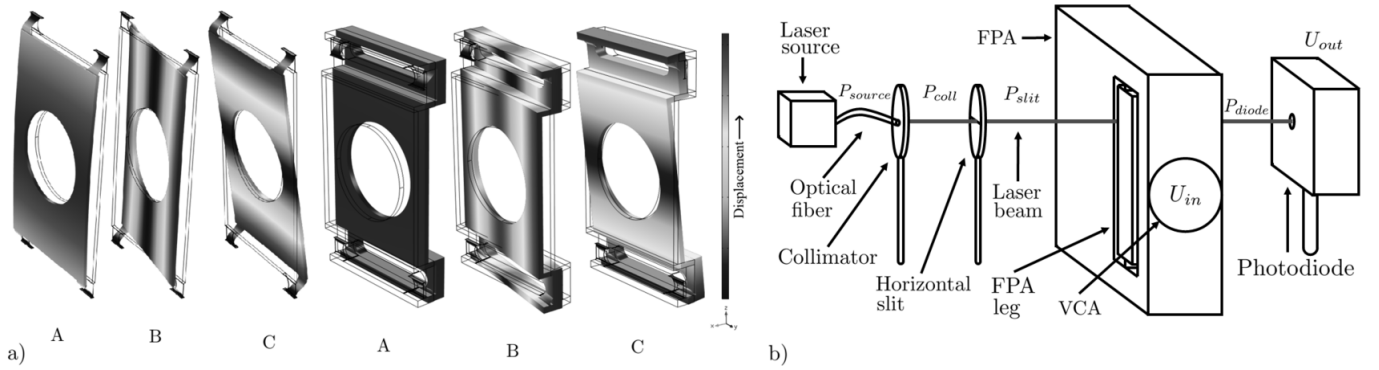 Displacement →
z
x
y
A
B
C
A
B
C
a)
Laser
source
P_source
P_coll
P_slit
FPA
U_out
P_diode
Optical
fiber
Collimator
Horizontal
slit
Laser
beam
FPA
leg
VCA
U_in
Photodiode
b)